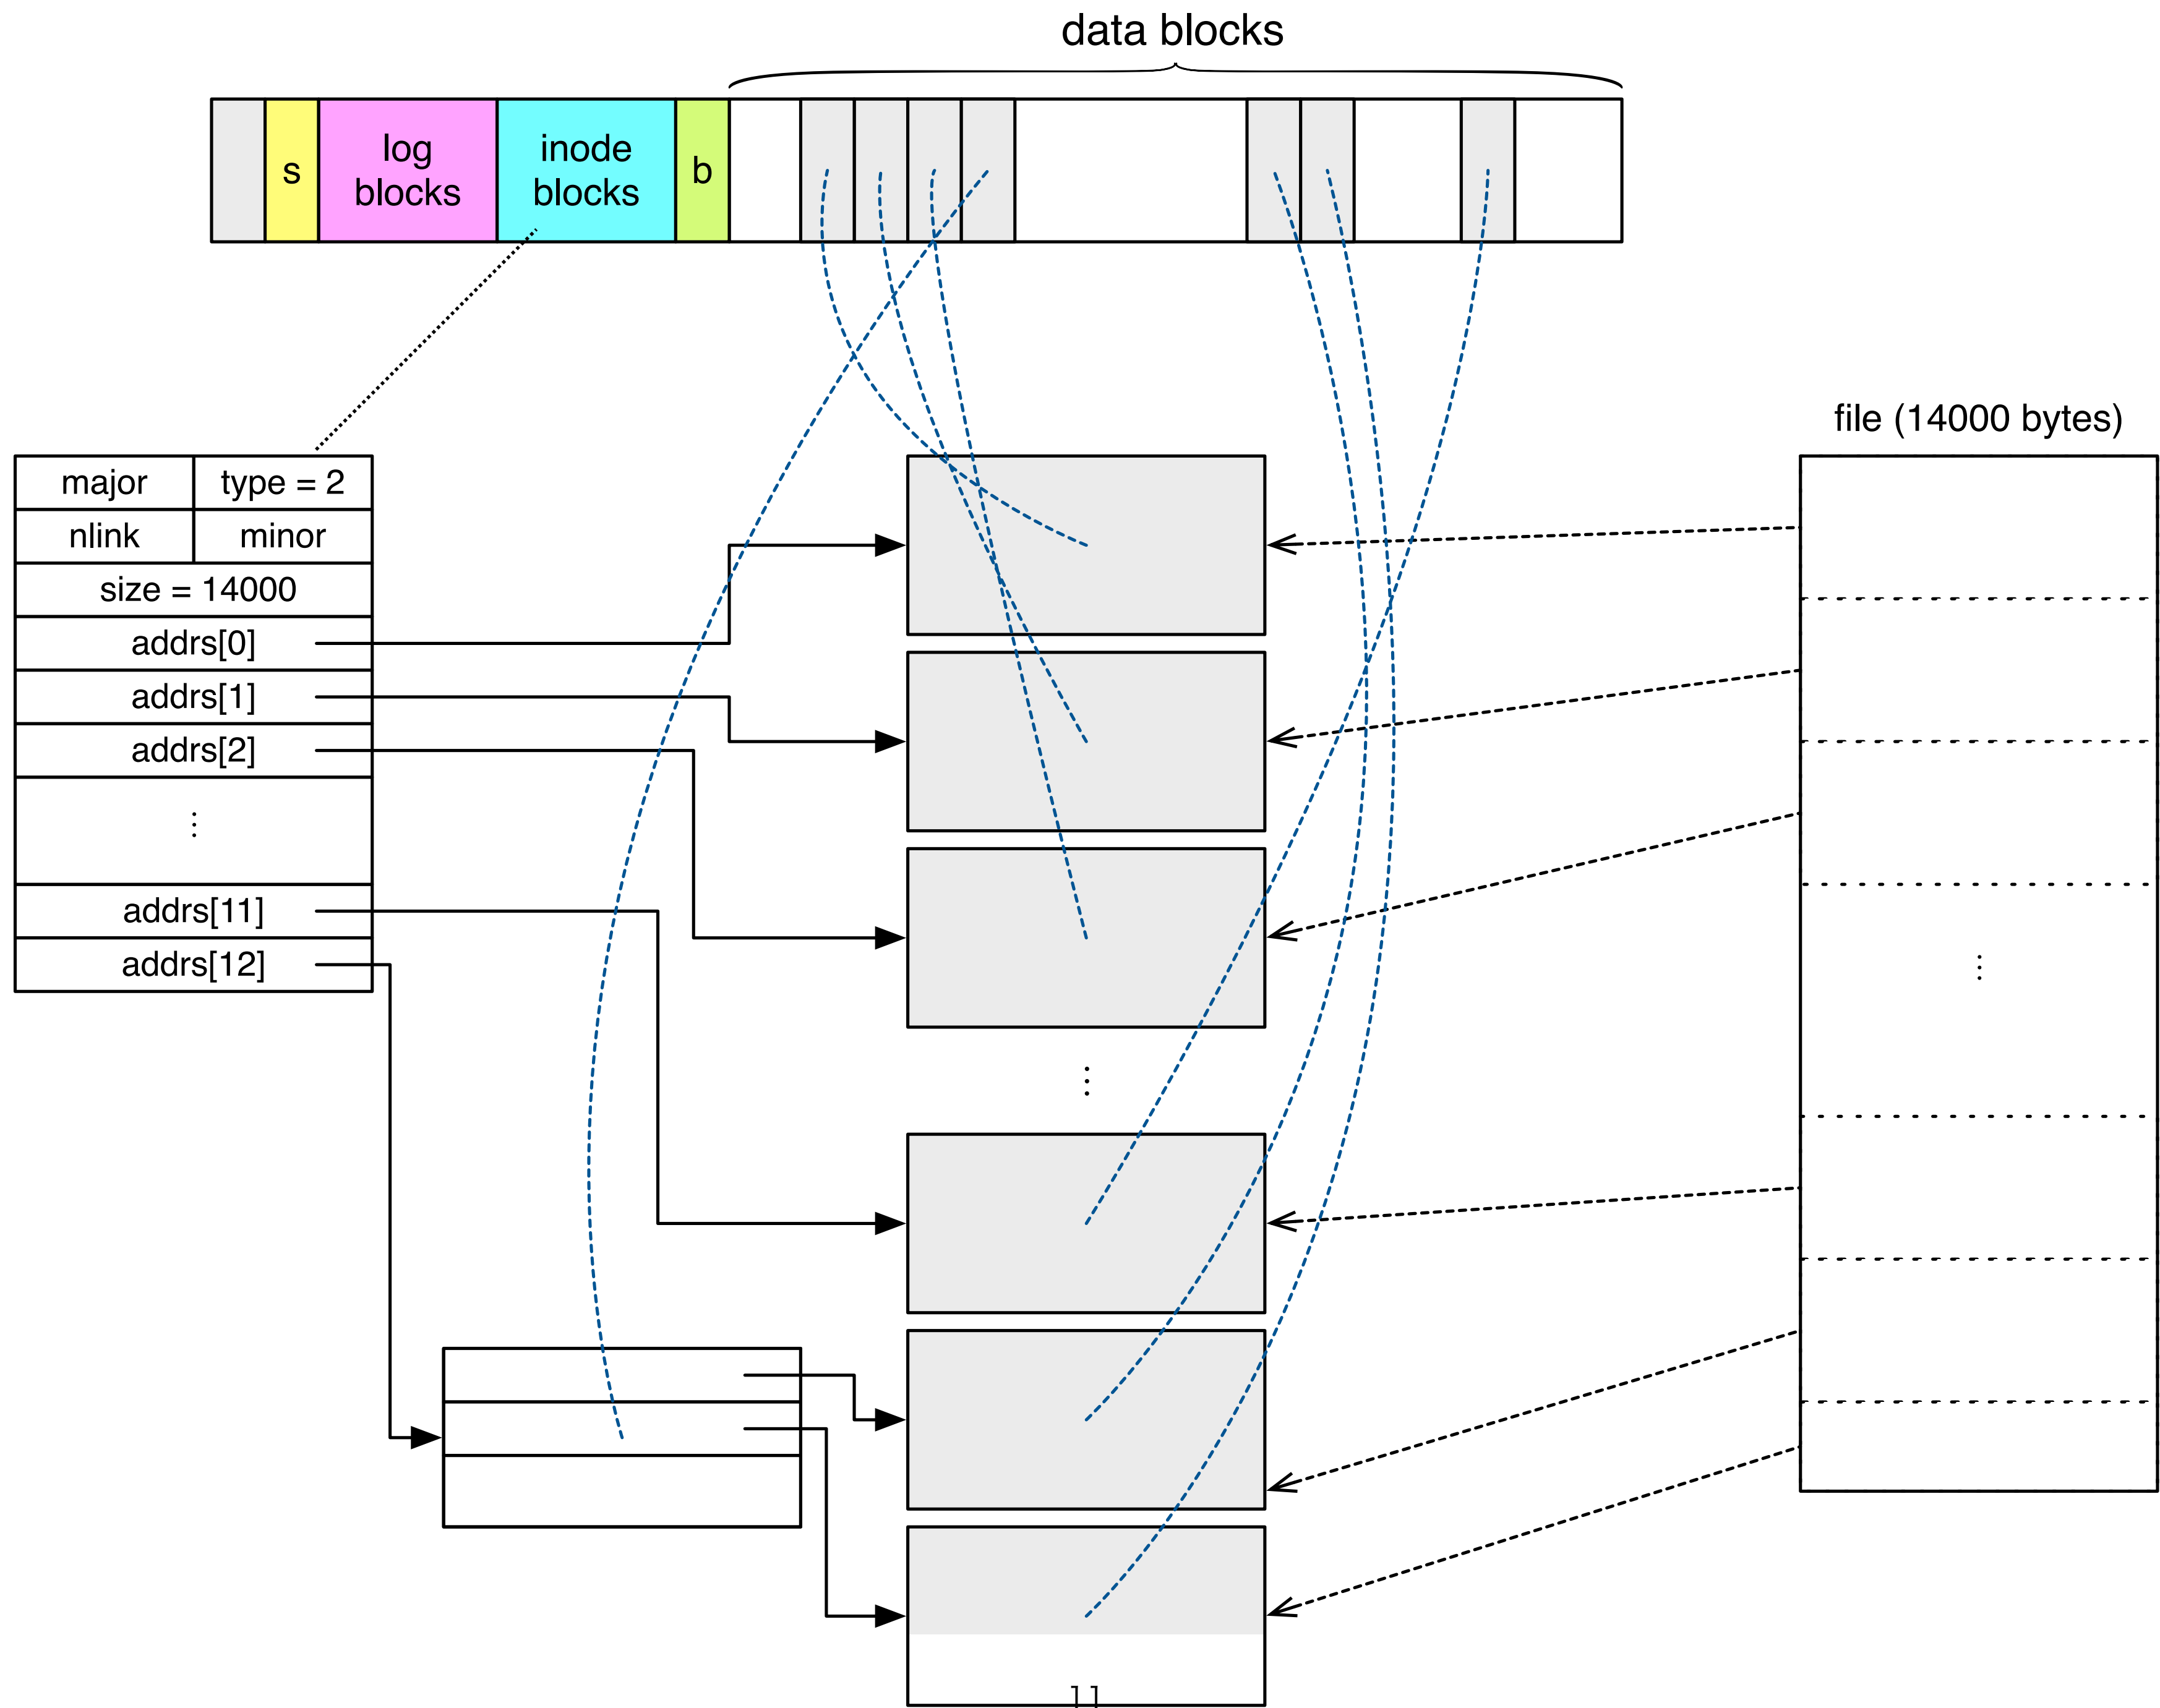 data blocks
s
log
blocks
inode
blocks
b
file (14000 bytes)
major
type = 2
nlink
minor
size = 14000
addrs[0]
addrs[1]
addrs[2]
⋮
addrs[11]
addrs[12]
⋮
⋮